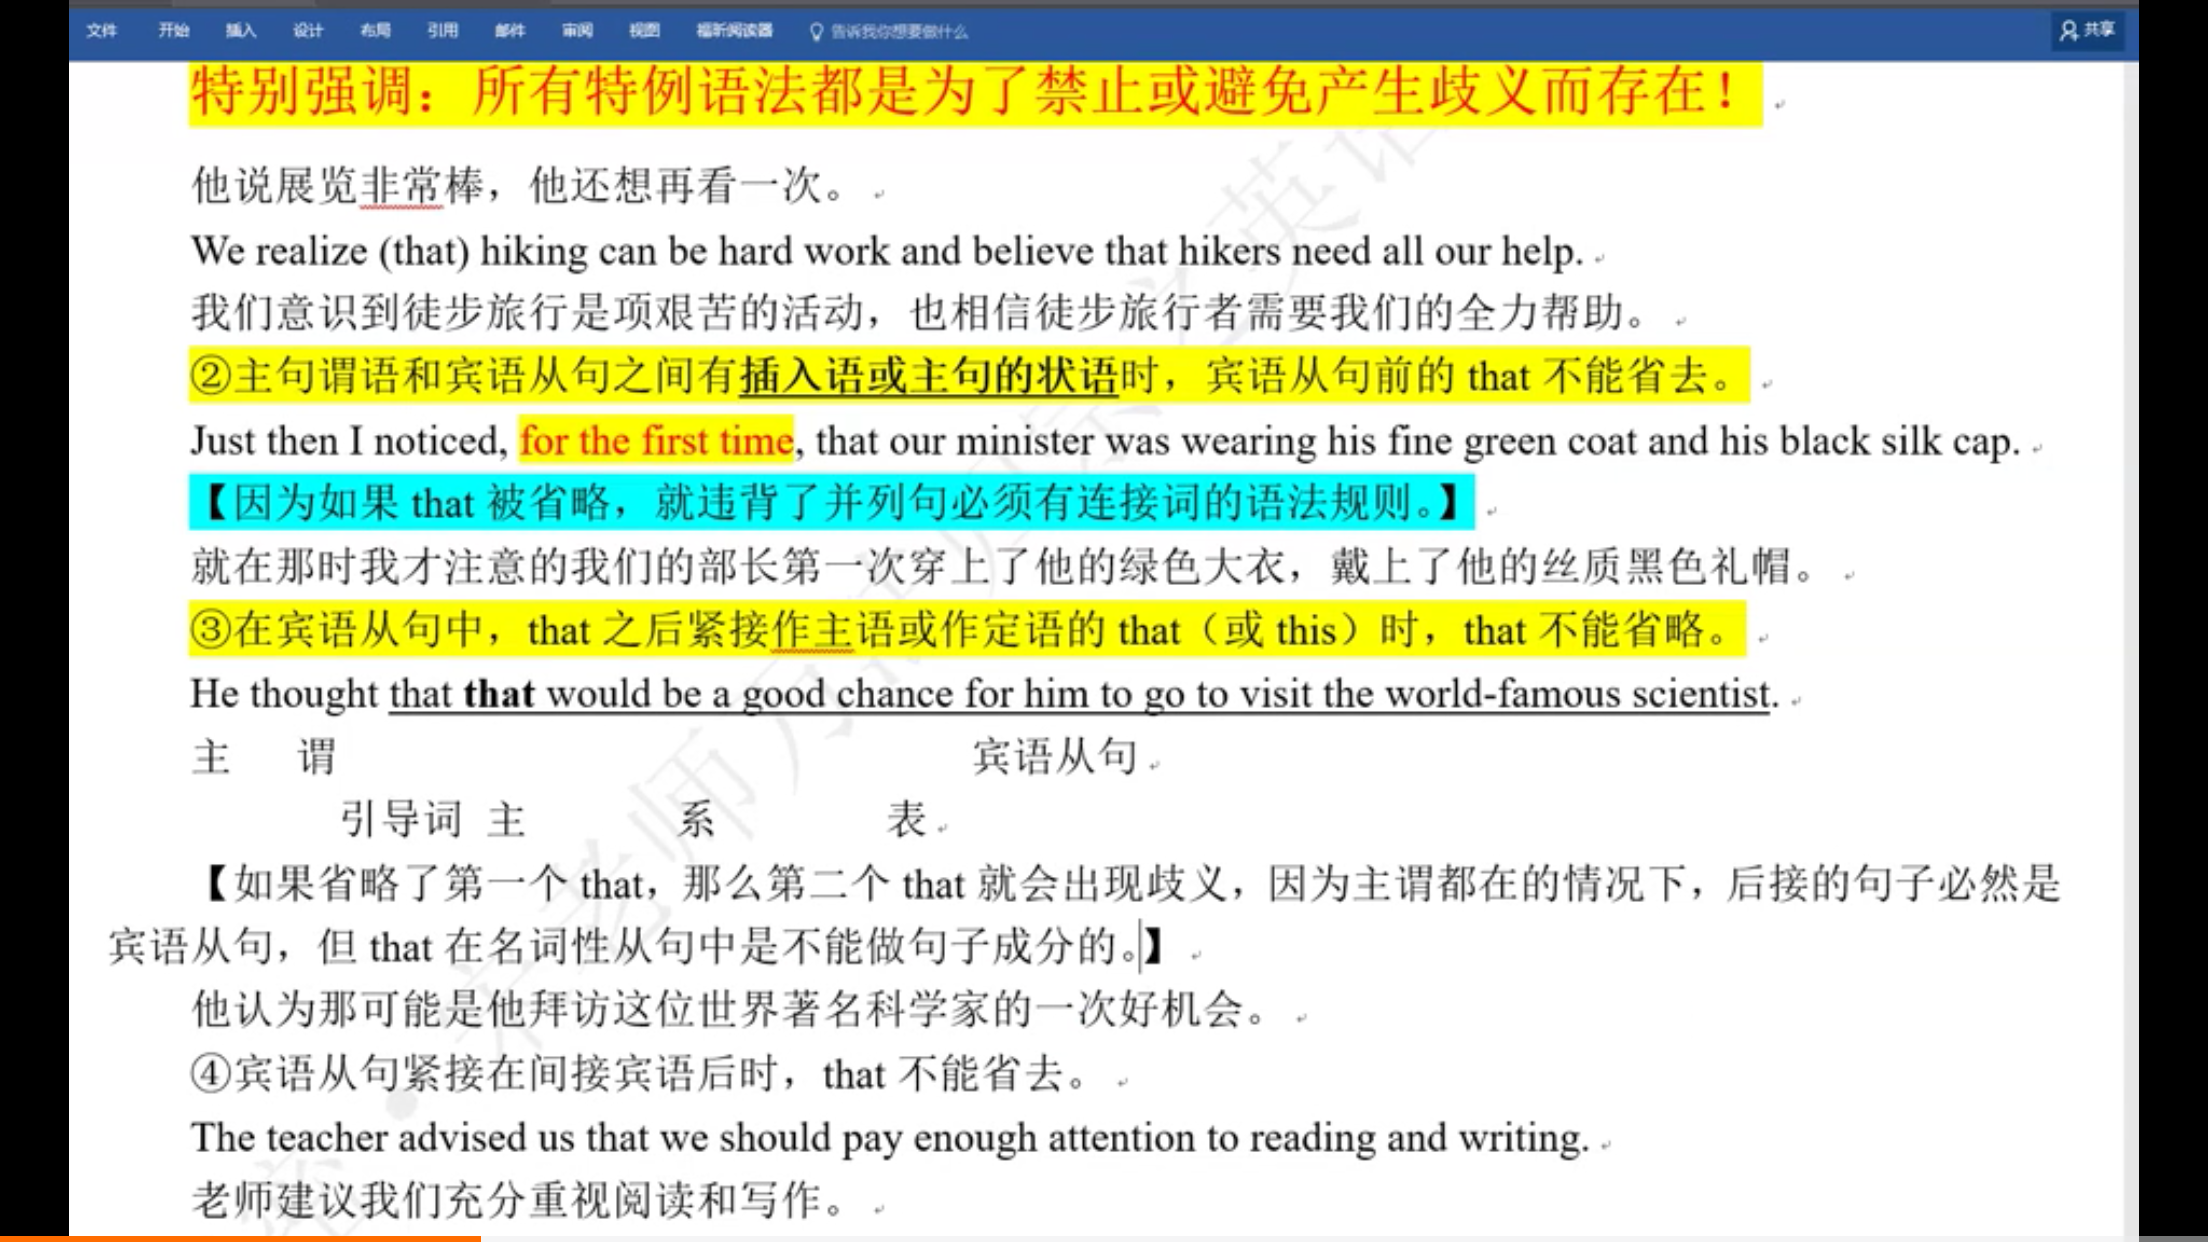 文件 开始 插入 设计 布局 引用 邮件 审阅 视图 福昕阅读器 告诉我你想要做什么 共享
特别强调：所有特例语法都是为了禁止或避免产生歧义而存在！
他说展览非常棒，他还想再看一次。
We realize (that) hiking can be hard work and believe that hikers need all our help.
我们意识到徒步旅行是项艰苦的活动，也相信徒步旅行者需要我们的全力帮助。
②主句谓语和宾语从句之间有插入语或主句的状语时，宾语从句前的 that 不能省去。
Just then I noticed, for the first time, that our minister was wearing his fine green coat and his black silk cap.
【因为如果 that 被省略，就违背了并列句必须有连接词的语法规则。】
就在那时我才注意的我们的部长第一次穿上了他的绿色大衣，戴上了他的丝质黑色礼帽。
③在宾语从句中，that 之后紧接作主语或作定语的 that（或 this）时，that 不能省略。
He thought that that would be a good chance for him to go to visit the world-famous scientist.
主 谓 宾语从句
引导词 主 系 表
【如果省略了第一个 that，那么第二个 that 就会出现歧义，因为主谓都在的情况下，后接的句子必然是
宾语从句，但 that 在名词性从句中是不能做句子成分的。】
他认为那可能是他拜访这位世界著名科学家的一次好机会。
④宾语从句紧接在间接宾语后时，that 不能省去。
The teacher advised us that we should pay enough attention to reading and writing.
老师建议我们充分重视阅读和写作。